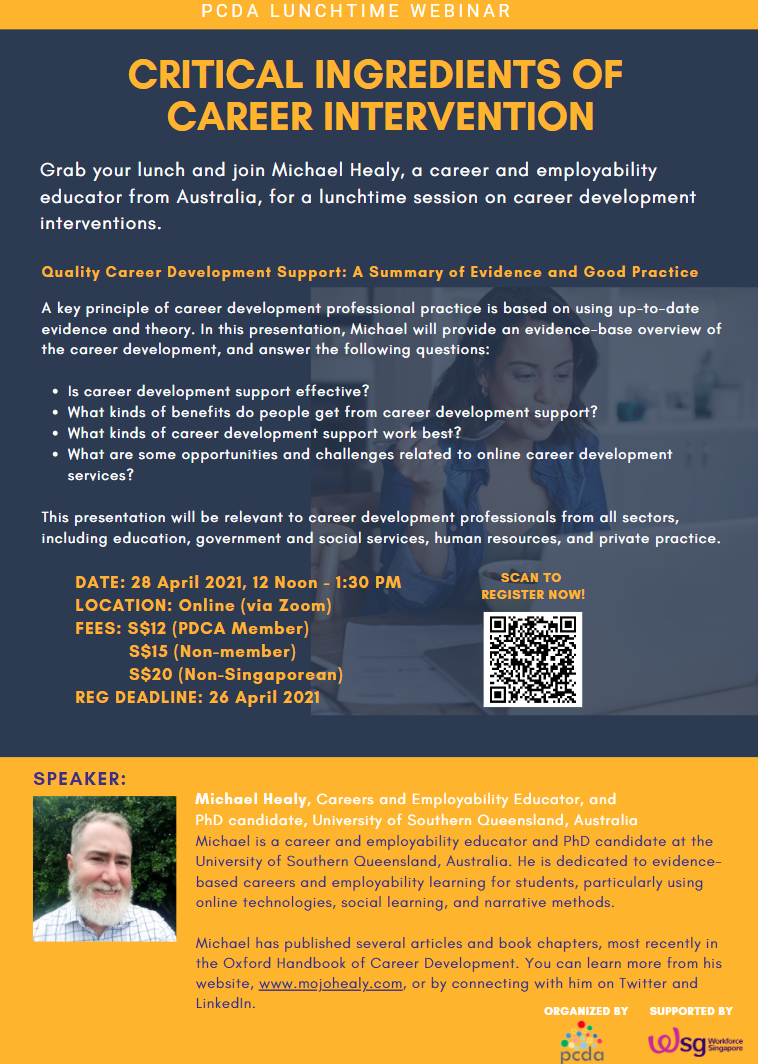 PCDA LUNCHTIME WEBINAR
CRITICAL INGREDIENTS OF
CAREER INTERVENTION
Grab your lunch and join Michael Healy, a career and employability
educator from Australia, for a lunchtime session on career development
interventions.
Quality Career Development Support: A Summary of Evidence and Good Practice
A key principle of career development professional practice is based on using up-to-date
evidence and theory. In this presentation, Michael will provide an evidence-base overview of
the career development, and answer the following questions:
• Is career development support effective?
• What kinds of benefits do people get from career development support?
• What kinds of career development support work best?
• What are some opportunities and challenges related to online career development
services?
This presentation will be relevant to career development professionals from all sectors,
including education, government and social services, human resources, and private practice.
DATE: 28 April 2021, 12 Noon - 1:30 PM
LOCATION: Online (via Zoom)
FEES: S$12 (PDCA Member)
S$15 (Non-member)
S$20 (Non-Singaporean)
REG DEADLINE: 26 April 2021
SCAN TO
REGISTER NOW!
SPEAKER:
Michael Healy, Careers and Employability Educator, and
PhD candidate, University of Southern Queensland, Australia
Michael is a career and employability educator and PhD candidate at the
University of Southern Queensland, Australia. He is dedicated to evidence-
based careers and employability learning for students, particularly using
online technologies, social learning, and narrative methods.
Michael has published several articles and book chapters, most recently in
the Oxford Handbook of Career Development. You can learn more from his
website, www.mojohealy.com, or by connecting with him on Twitter and
LinkedIn.
ORGANIZED BY
pcda
SUPPORTED BY
wsg Workforce
Singapore